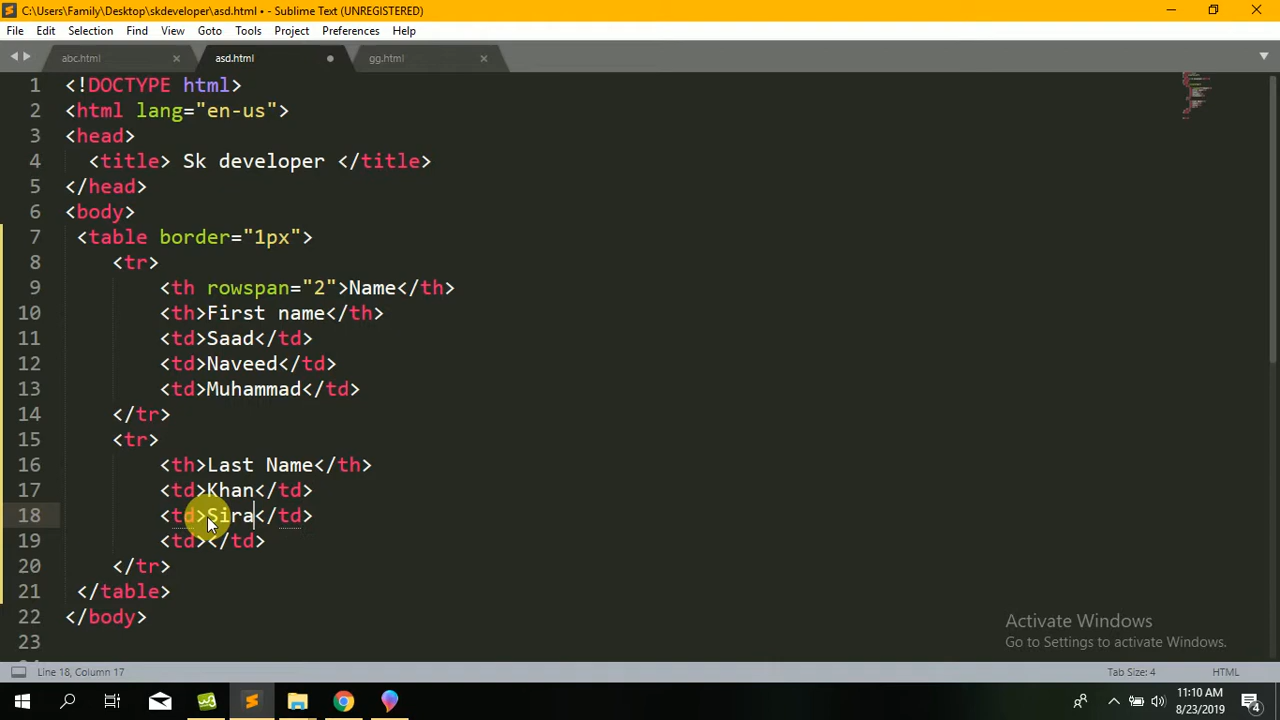 C:\Users\Family\Desktop\skdeveloper\asd.html • - Sublime Text (UNREGISTERED)
File Edit Selection Find View Goto Tools Project Preferences Help
abc.html asd.html gg.html
1 <!DOCTYPE html>
2 <html lang="en-us">
3 <head>
4 <title> Sk developer </title>
5 </head>
6 <body>
7 <table border="1px">
8 <tr>
9 <th rowspan="2">Name</th>
10 <th>First name</th>
11 <td>Saad</td>
12 <td>Naveed</td>
13 <td>Muhammad</td>
14 </tr>
15 <tr>
16 <th>Last Name</th>
17 <td>Khan</td>
18 <td>Sira</td>
19 <td></td>
20 </tr>
21 </table>
22 </body>
23
Activate Windows
Go to Settings to activate Windows.
Line 18, Column 17 Tab Size: 4 HTML
11:10 AM
8/23/2019
4